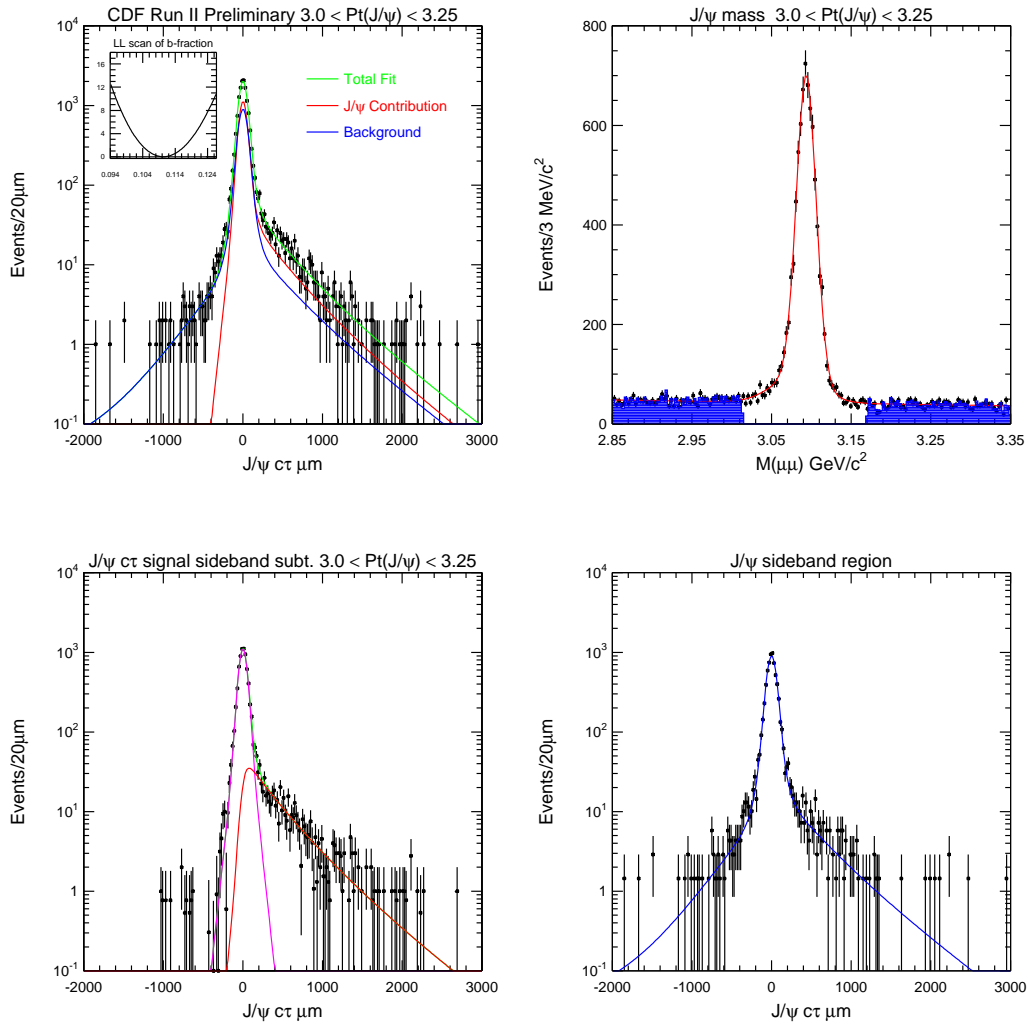 CDF Run II Preliminary 3.0 < Pt(J/ψ) < 3.25
LL scan of b-fraction
16
12
8
4
0
0.094 0.104 0.114 0.124
Total Fit
J/ψ Contribution
Background
Events/20μm
10⁴
10³
10²
10
1
10⁻¹
-2000 -1000 0 1000 2000 3000
J/ψ cτ μm
J/ψ mass 3.0 < Pt(J/ψ) < 3.25
Events/3 MeV/c²
800
600
400
200
0
2.85 2.95 3.05 3.15 3.25 3.35
M(μμ) GeV/c²
J/ψ cτ signal sideband subt. 3.0 < Pt(J/ψ) < 3.25
Events/20μm
10⁴
10³
10²
10
1
10⁻¹
-2000 -1000 0 1000 2000 3000
J/ψ cτ μm
J/ψ sideband region
Events/20μm
10⁴
10³
10²
10
1
10⁻¹
-2000 -1000 0 1000 2000 3000
J/ψ cτ μm